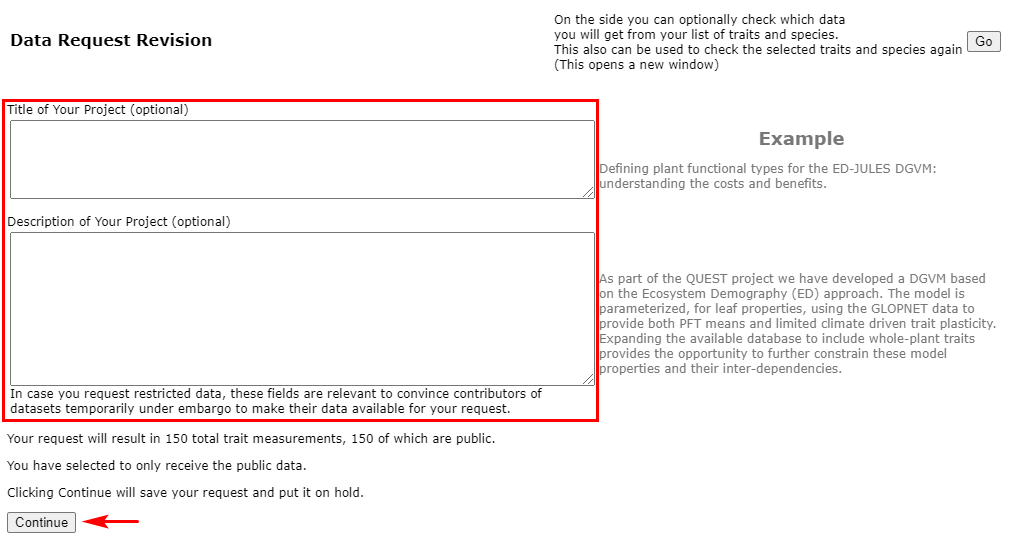 Data Request Revision
On the side you can optionally check which data
you will get from your list of traits and species.
This also can be used to check the selected traits and species again
(This opens a new window)
Go
Title of Your Project (optional)
Example
Defining plant functional types for the ED-JULES DGVM:
understanding the costs and benefits.
Description of Your Project (optional)
As part of the QUEST project we have developed a DGVM based
on the Ecosystem Demography (ED) approach. The model is
parameterized, for leaf properties, using the GLOPNET data to
provide both PFT means and limited climate driven trait plasticity.
Expanding the available database to include whole-plant traits
provides the opportunity to further constrain these model
properties and their inter-dependencies.
In case you request restricted data, these fields are relevant to convince contributors of
datasets temporarily under embargo to make their data available for your request.
Your request will result in 150 total trait measurements, 150 of which are public.
You have selected to only receive the public data.
Clicking Continue will save your request and put it on hold.
Continue